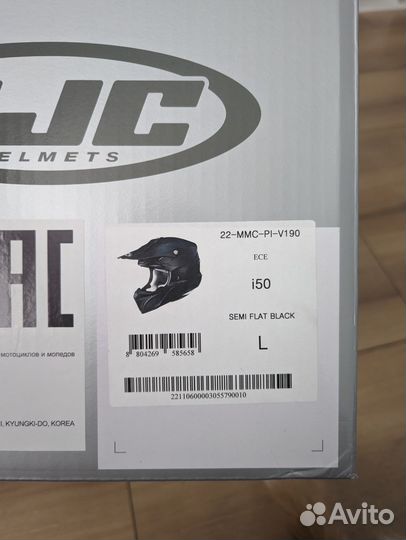 HJC
HELMETS
22-MMC-PI-V190
ECE
i50
SEMI FLAT BLACK
L
8 804269 585658
22110600003055790010
EAC
мотоциклов и мопедов
I, KYUNGKI-DO, KOREA
Avito